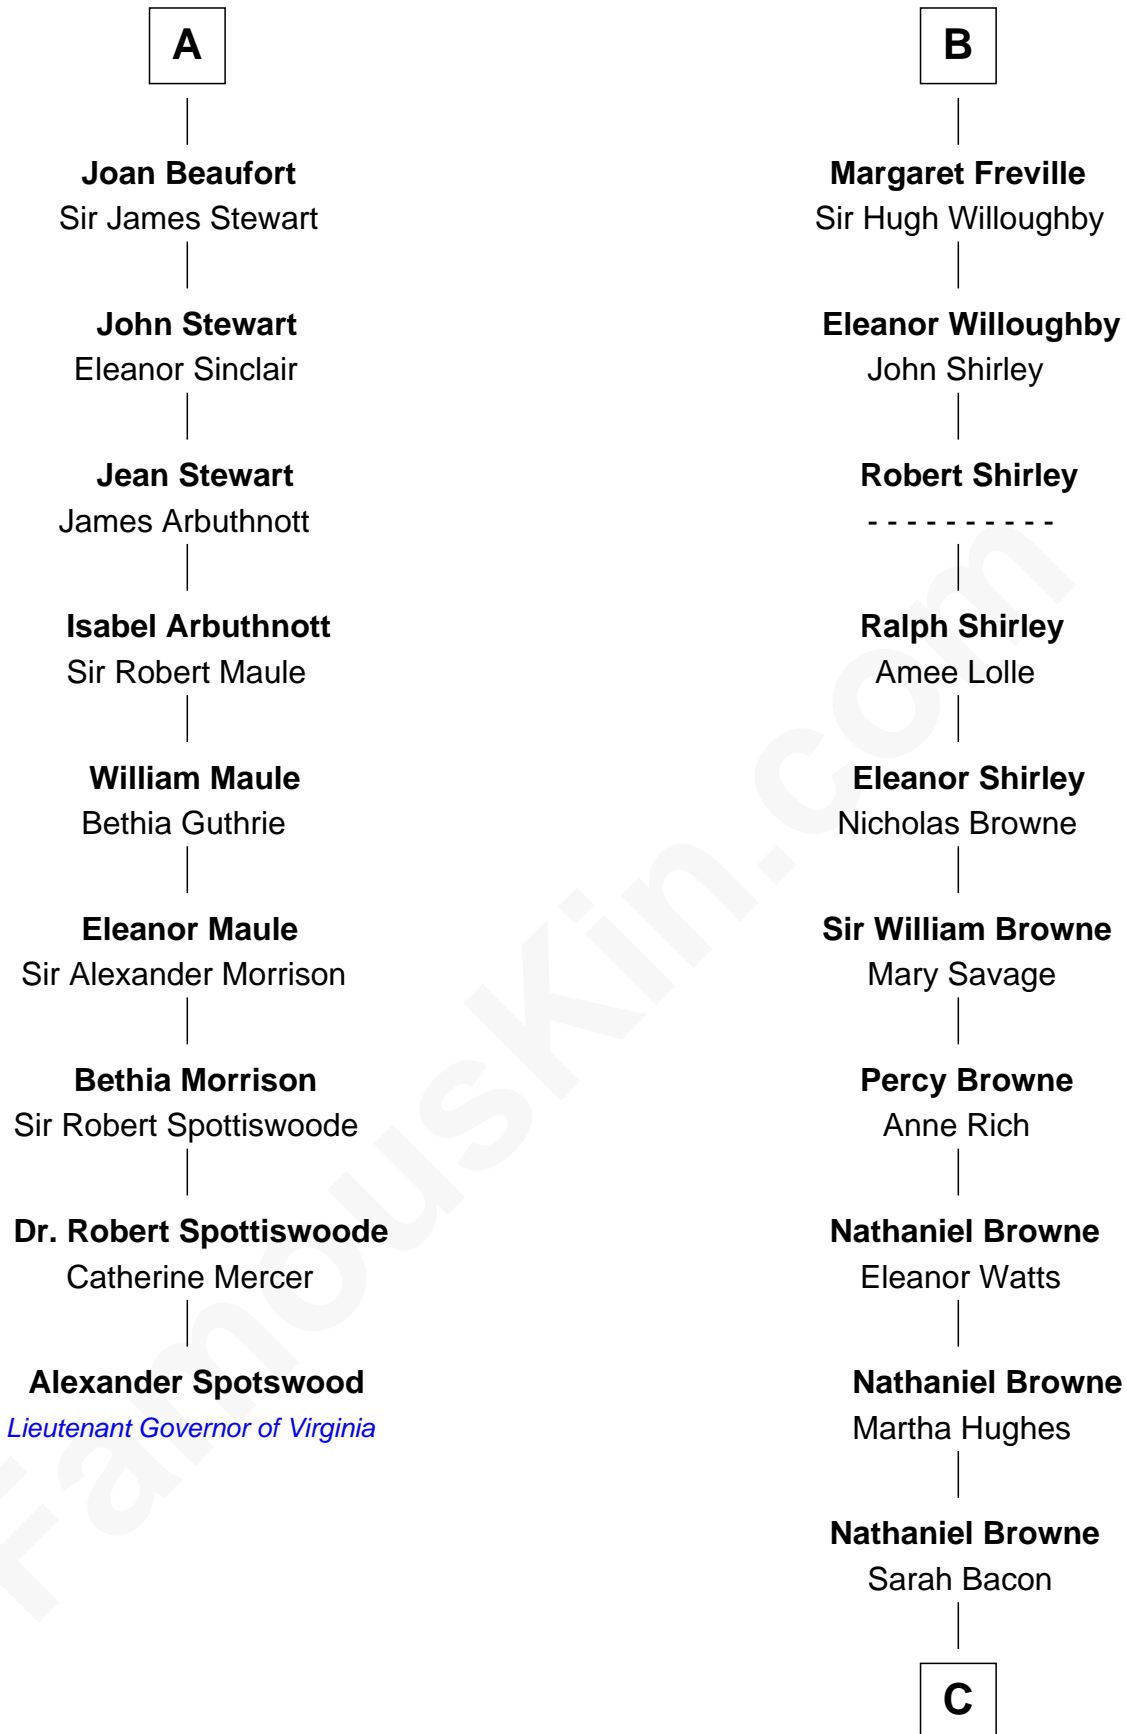 A
Joan Beaufort
Sir James Stewart
John Stewart
Eleanor Sinclair
Jean Stewart
James Arbuthnott
Isabel Arbuthnott
Sir Robert Maule
William Maule
Bethia Guthrie
Eleanor Maule
Sir Alexander Morrison
Bethia Morrison
Sir Robert Spottiswoode
Dr. Robert Spottiswoode
Catherine Mercer
Alexander Spotswood
Lieutenant Governor of Virginia
B
Margaret Freville
Sir Hugh Willoughby
Eleanor Willoughby
John Shirley
Robert Shirley
- - - - - - - - - -
Ralph Shirley
Amee Lolle
Eleanor Shirley
Nicholas Browne
Sir William Browne
Mary Savage
Percy Browne
Anne Rich
Nathaniel Browne
Eleanor Watts
Nathaniel Browne
Martha Hughes
Nathaniel Browne
Sarah Bacon
C
FamousKin.com